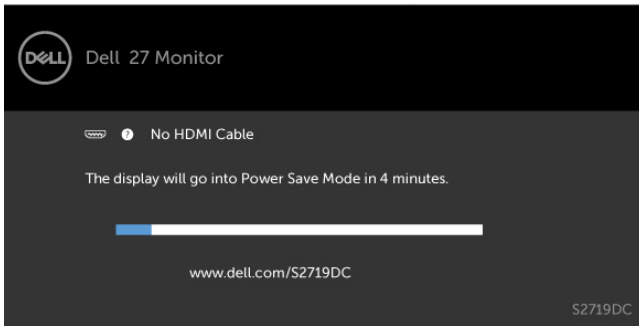 DELL
Dell 27 Monitor
? No HDMI Cable
The display will go into Power Save Mode in 4 minutes.
www.dell.com/S2719DC
S2719DC